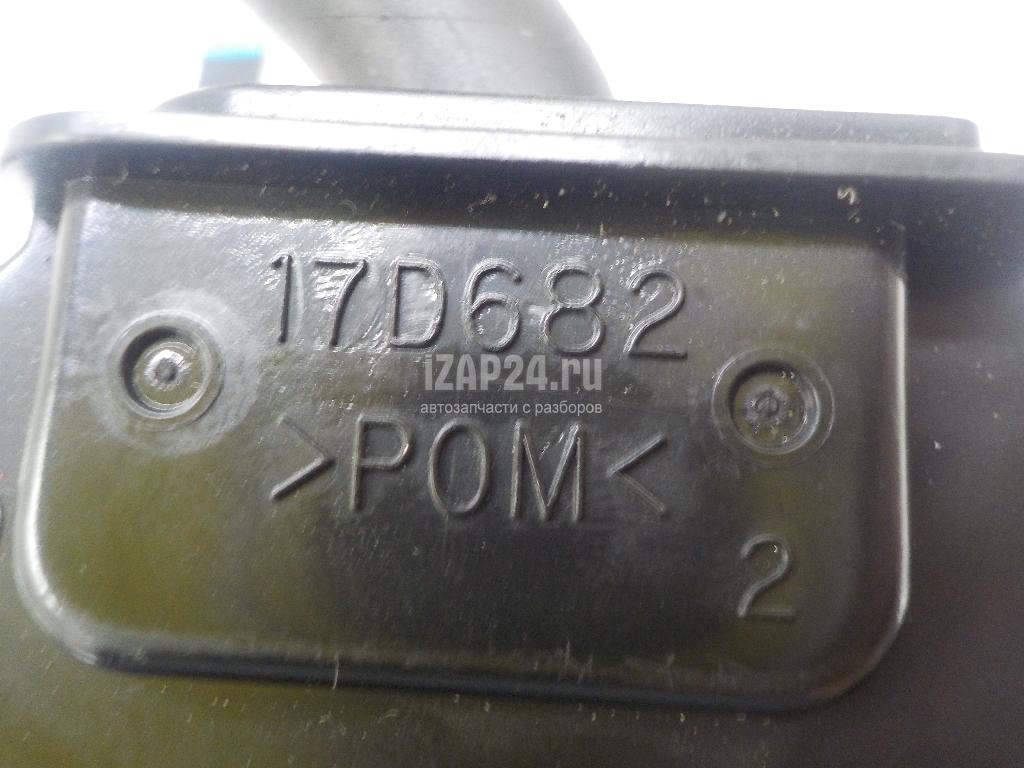 17D682
iZAP24.ru
автозапчасти с разборов
>POM<
2